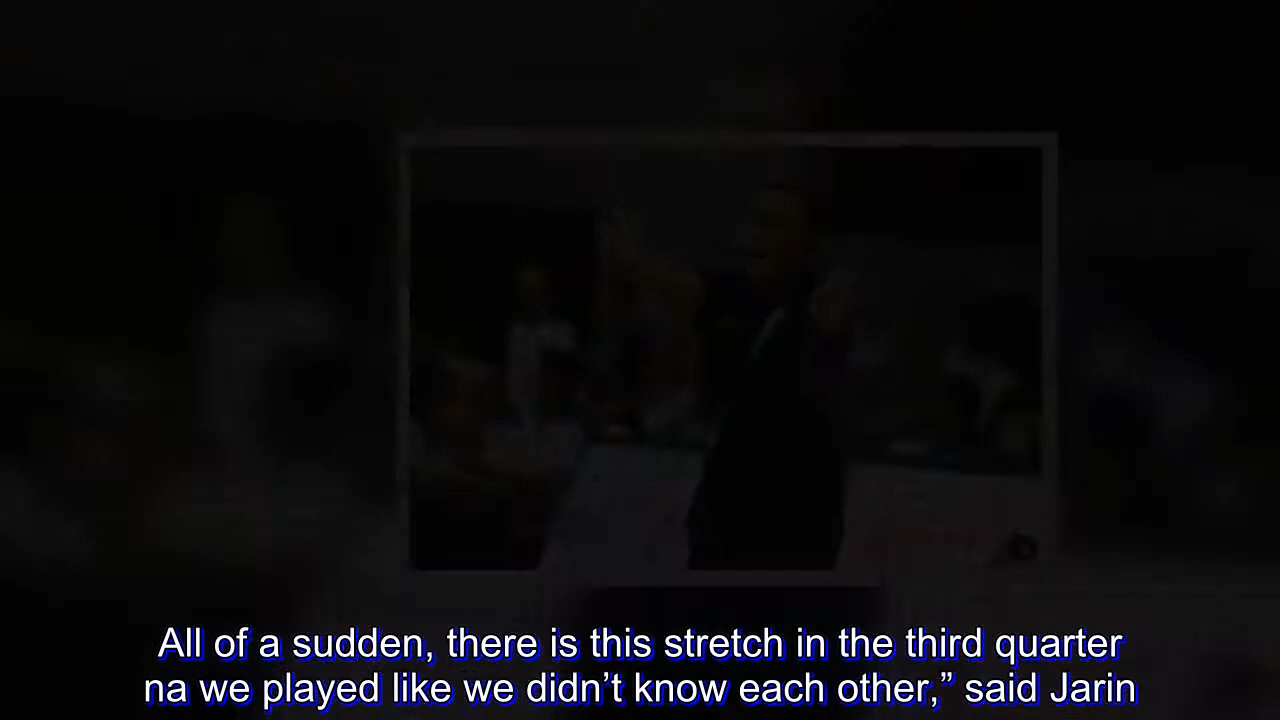 All of a sudden, there is this stretch in the third quarter
na we played like we didn’t know each other,” said Jarin